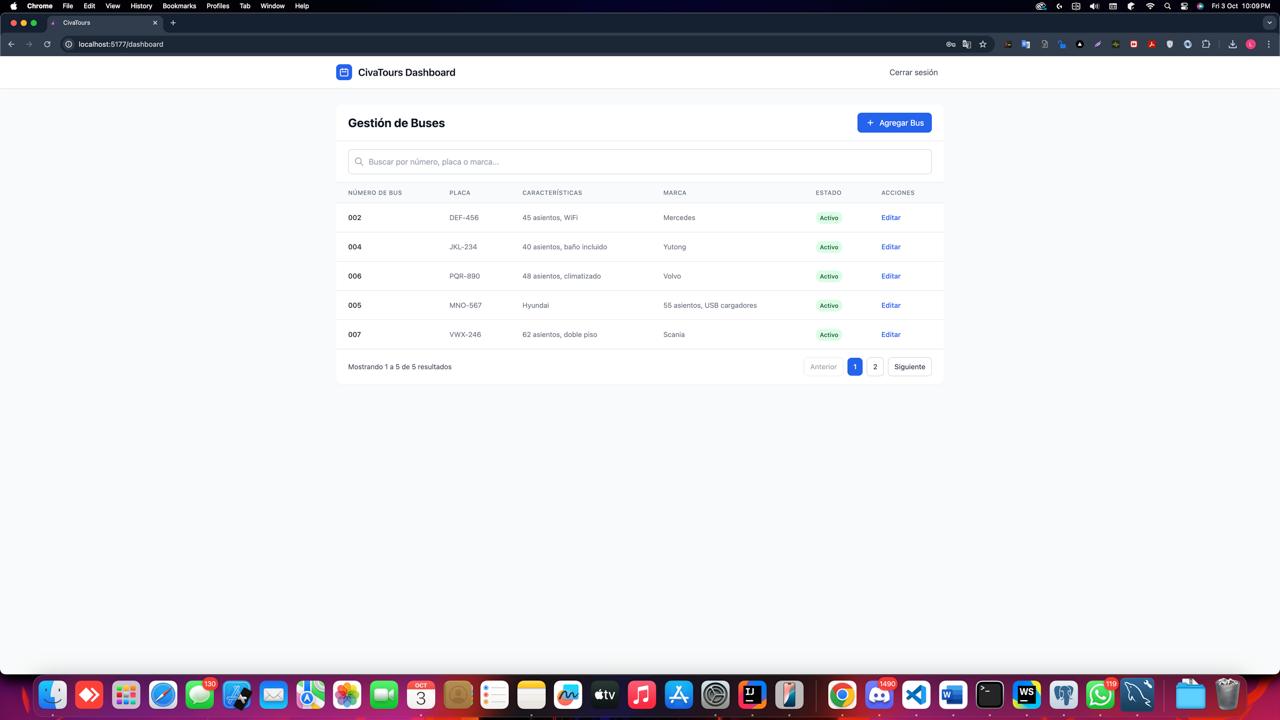 Chrome File Edit View History Bookmarks Profiles Tab Window Help Fri 3 Oct 10:09 PM
CivaTours
localhost:5177/dashboard
L
CivaTours Dashboard
Cerrar sesión
Gestión de Buses
Agregar Bus
Buscar por número, placa o marca...
NÚMERO DE BUS PLACA CARACTERÍSTICAS MARCA ESTADO ACCIONES
002 DEF-456 45 asientos, WiFi Mercedes Activo Editar
004 JKL-234 40 asientos, baño incluido Yutong Activo Editar
006 PQR-890 48 asientos, climatizado Volvo Activo Editar
005 MNO-567 Hyundai 55 asientos, USB cargadores Activo Editar
007 VWX-246 62 asientos, doble piso Scania Activo Editar
Mostrando 1 a 5 de 5 resultados
Anterior 1 2 Siguiente
130 OCT 3 tv IJ 1490 W WS 119